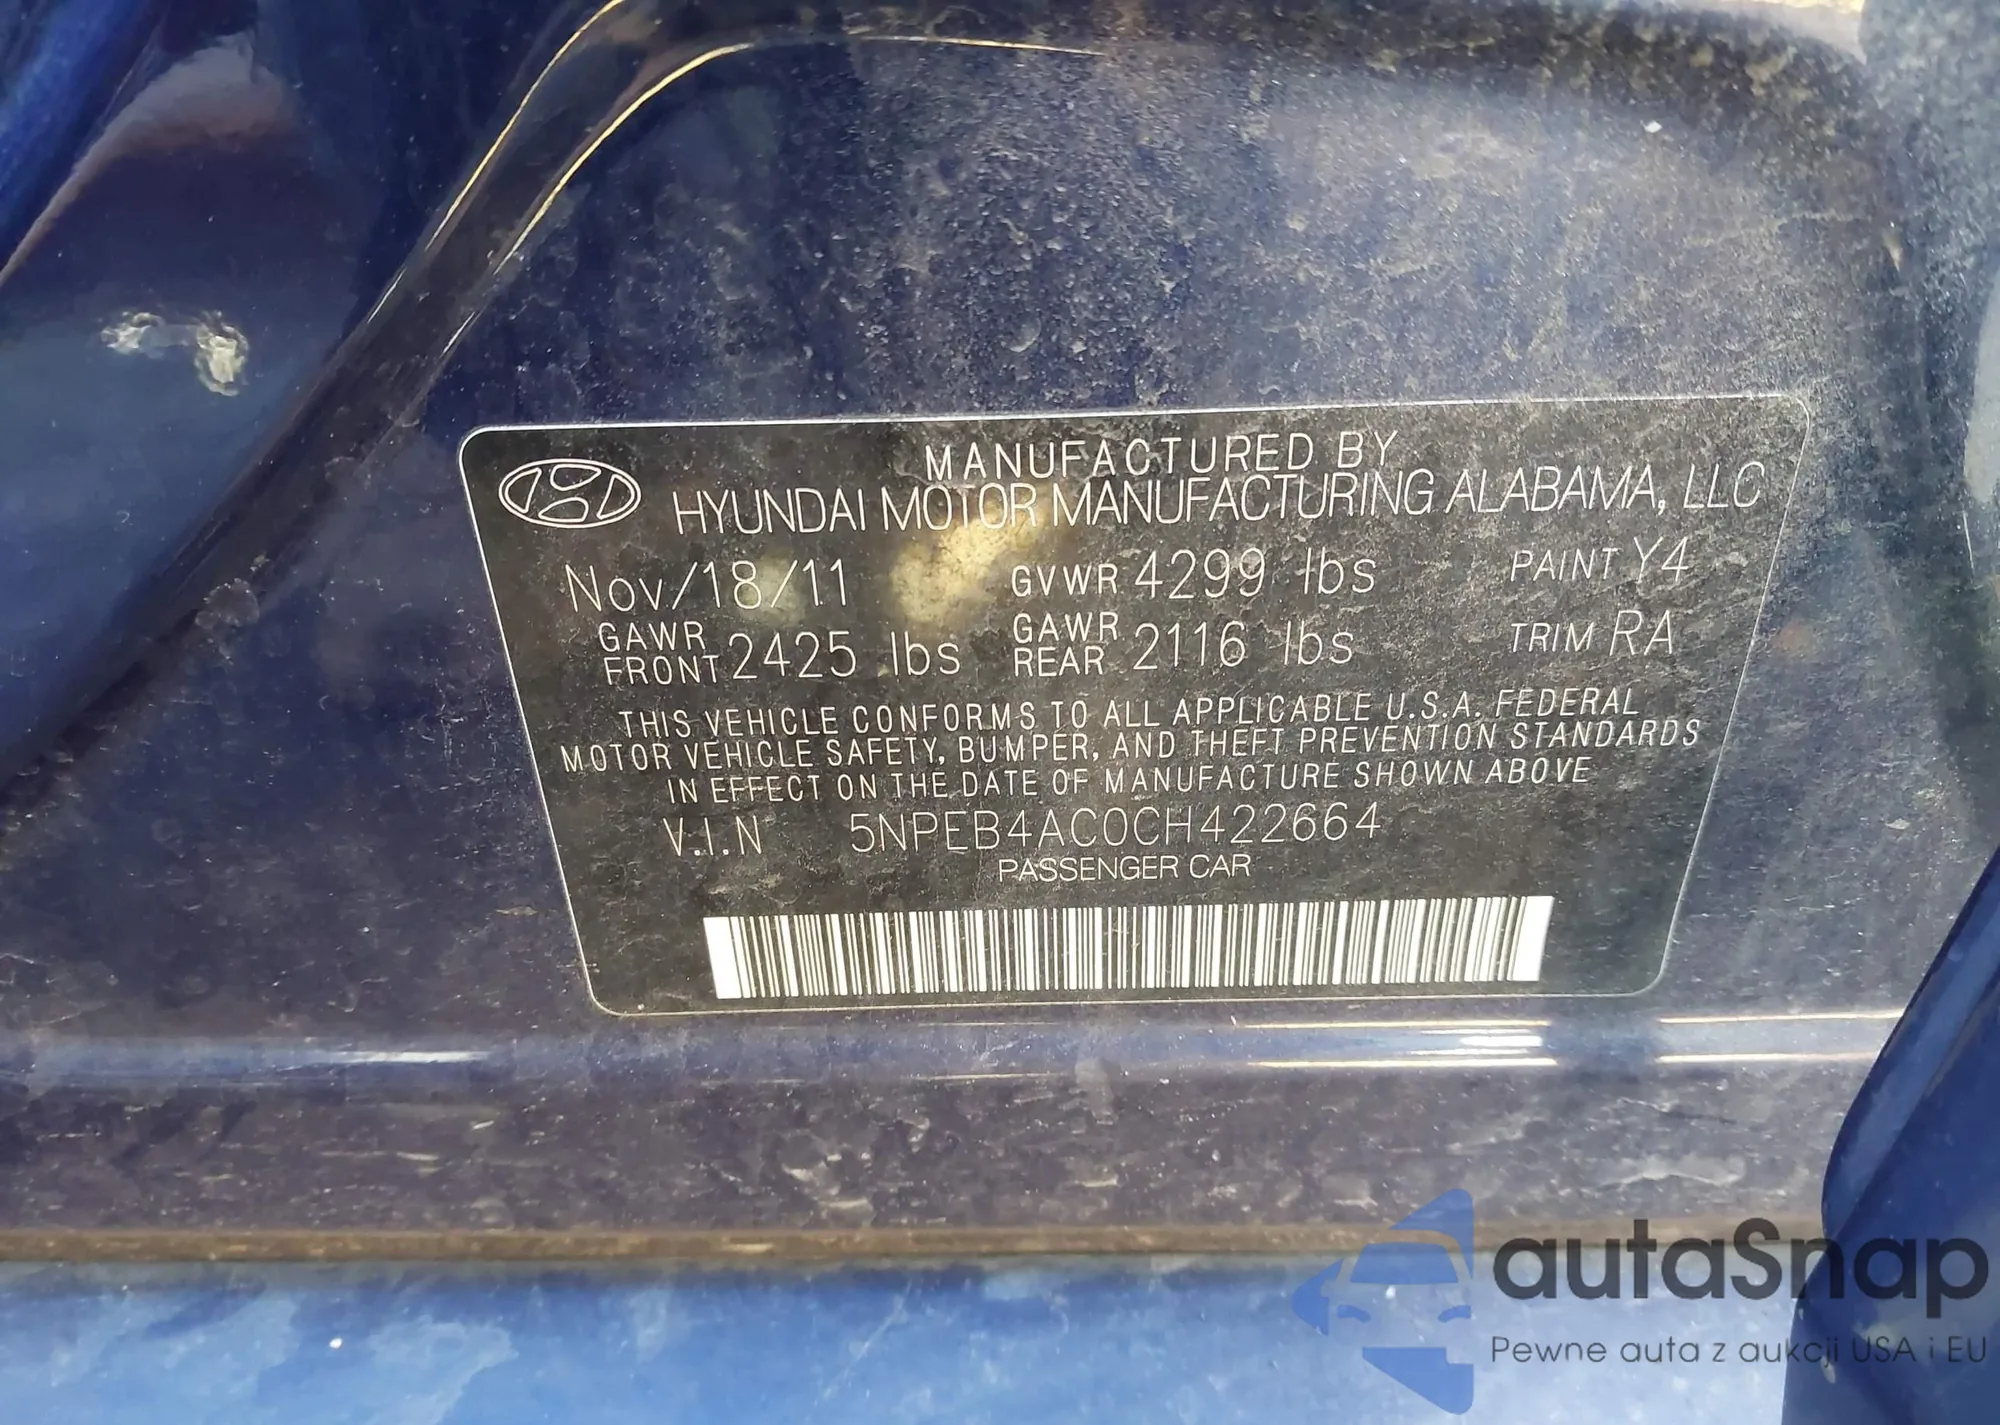 MANUFACTURED BY
HYUNDAI MOTOR MANUFACTURING ALABAMA, LLC
Nov/18/11 GVWR 4299 lbs PAINT Y4
GAWR FRONT 2425 lbs GAWR REAR 2116 lbs TRIM RA
THIS VEHICLE CONFORMS TO ALL APPLICABLE U.S.A. FEDERAL
MOTOR VEHICLE SAFETY, BUMPER, AND THEFT PREVENTION STANDARDS
IN EFFECT ON THE DATE OF MANUFACTURE SHOWN ABOVE
V.I.N 5NPEB4AC0CH422664
PASSENGER CAR
autaSnap
Pewne auta z aukcji USA i EU